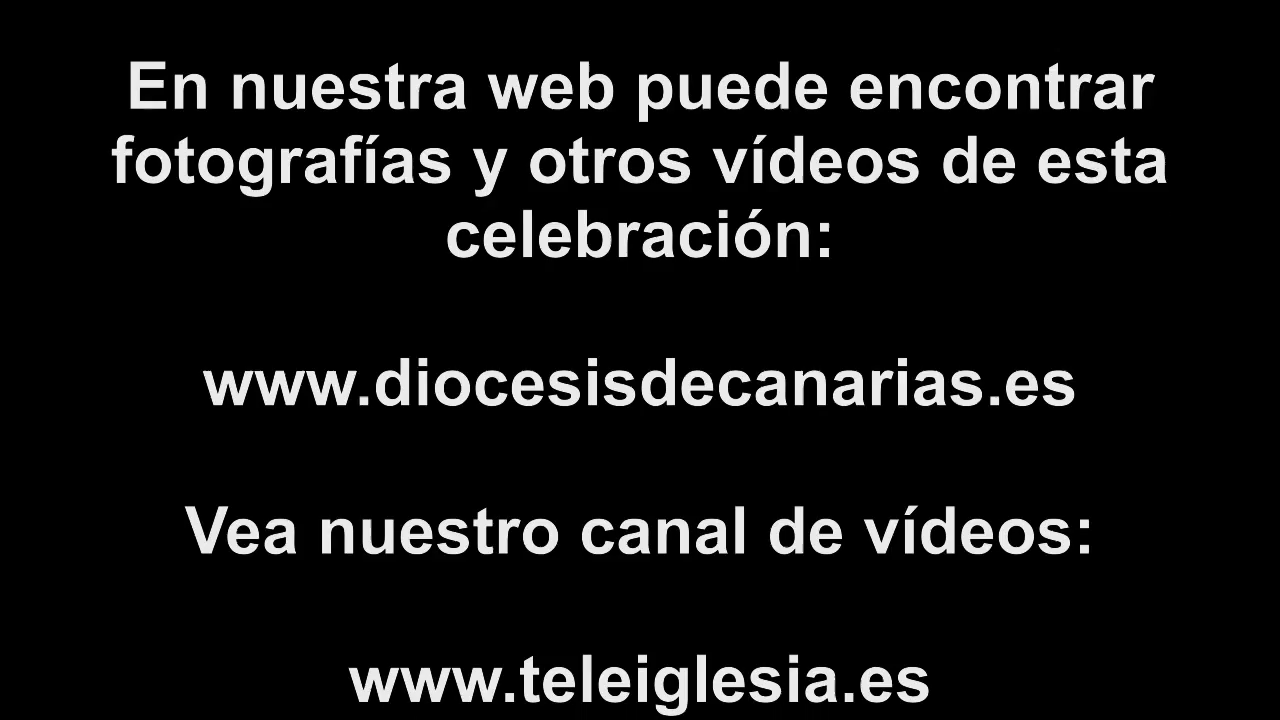 En nuestra web puede encontrar
fotografías y otros vídeos de esta
celebración:
www.diocesisdecanarias.es
Vea nuestro canal de vídeos:
www.teleiglesia.es